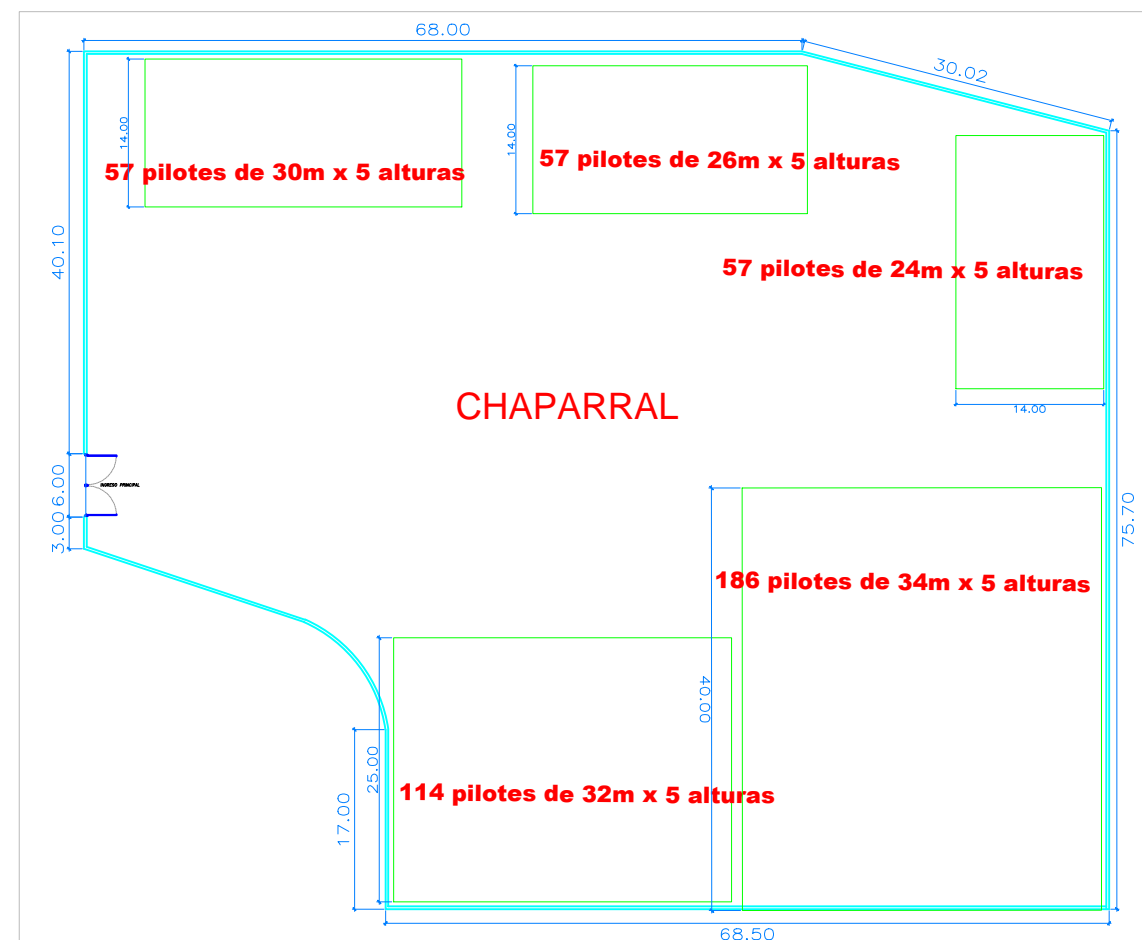 68.00
30.02
14.00
14.00
57 pilotes de 30m x 5 alturas
57 pilotes de 26m x 5 alturas
40.10
57 pilotes de 24m x 5 alturas
CHAPARRAL
14.00
6.00
INGRESO PRINCIPAL
3.00
75.70
186 pilotes de 34m x 5 alturas
40.00
25.00
114 pilotes de 32m x 5 alturas
17.00
68.50